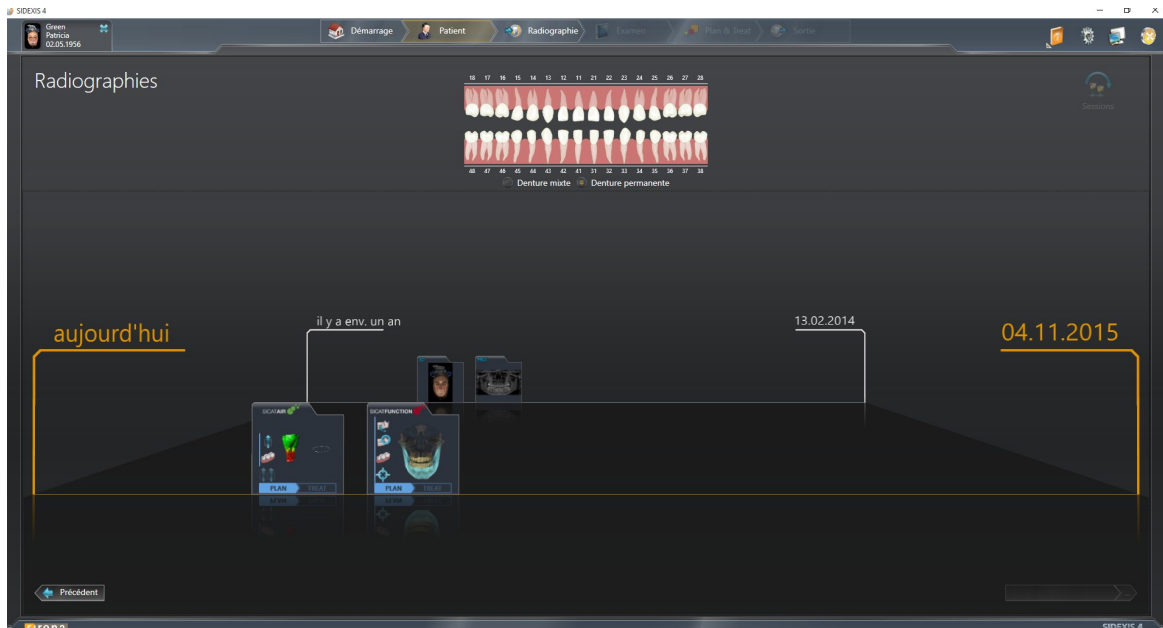 SIDEXIS 4
Green
Patricia
02.05.1956
Démarrage
Patient
Radiographie
Examen
Plan & Treat
Sortie
Radiographies
Sessions
18 17 16 15 14 13 12 11 21 22 23 24 25 26 27 28
48 47 46 45 44 43 42 41 31 32 33 34 35 36 37 38
Denture mixte
Denture permanente
aujourd'hui
il y a env. un an
13.02.2014
04.11.2015
SICATAIR
SICATFUNCTION
PLAN TREAT
PLAN TREAT
Précédent
SIDEXIS 4